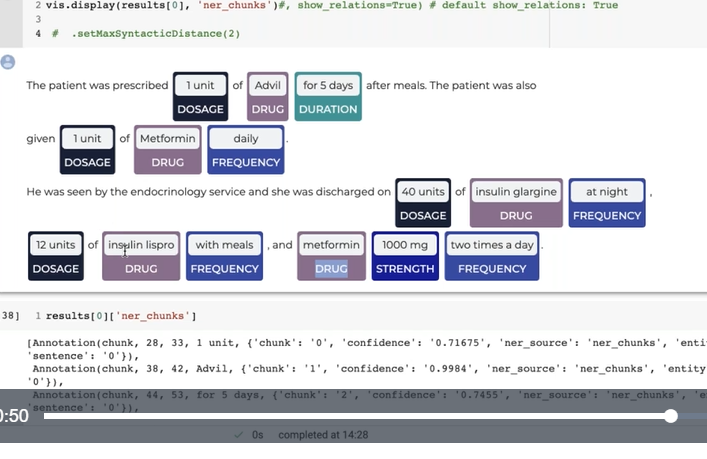 2 vis.display(results[0], 'ner_chunks')#, show_relations=True) # default show_relations: True
3
4 # .setMaxSyntacticDistance(2)
The patient was prescribed 1 unit of Advil for 5 days after meals. The patient was also
DOSAGE DRUG DURATION
given 1 unit of Metformin daily .
DOSAGE DRUG FREQUENCY
He was seen by the endocrinology service and she was discharged on 40 units of insulin glargine at night ,
DOSAGE DRUG FREQUENCY
12 units of insulin lispro with meals , and metformin 1000 mg two times a day .
DOSAGE DRUG FREQUENCY DRUG STRENGTH FREQUENCY
38] 1 results[0]['ner_chunks']
[Annotation(chunk, 28, 33, 1 unit, {'chunk': '0', 'confidence': '0.71675', 'ner_source': 'ner_chunks', 'enti
'sentence': '0'}),
Annotation(chunk, 38, 42, Advil, {'chunk': '1', 'confidence': '0.9984', 'ner_source': 'ner_chunks', 'entity
'0'}),
Annotation(chunk, 44, 53, for 5 days, {'chunk': '2', 'confidence': '0.7455', 'ner_source': 'ner_chunks', 'e
'sentence': '0'}),
0:50
0s completed at 14:28